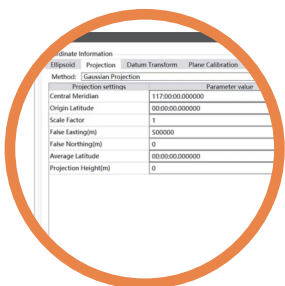 rdinate Information
Ellipsoid Projection Datum Transform Plane Calibration
Method: Gaussian Projection
Projection settings Parameter value
Central Meridian 117:00:00.000000
Origin Latitude 00:00:00.000000
Scale Factor 1
False Easting(m) 500000
False Northing(m) 0
Average Latitude 00:00:00.000000
Projection Height(m) 0